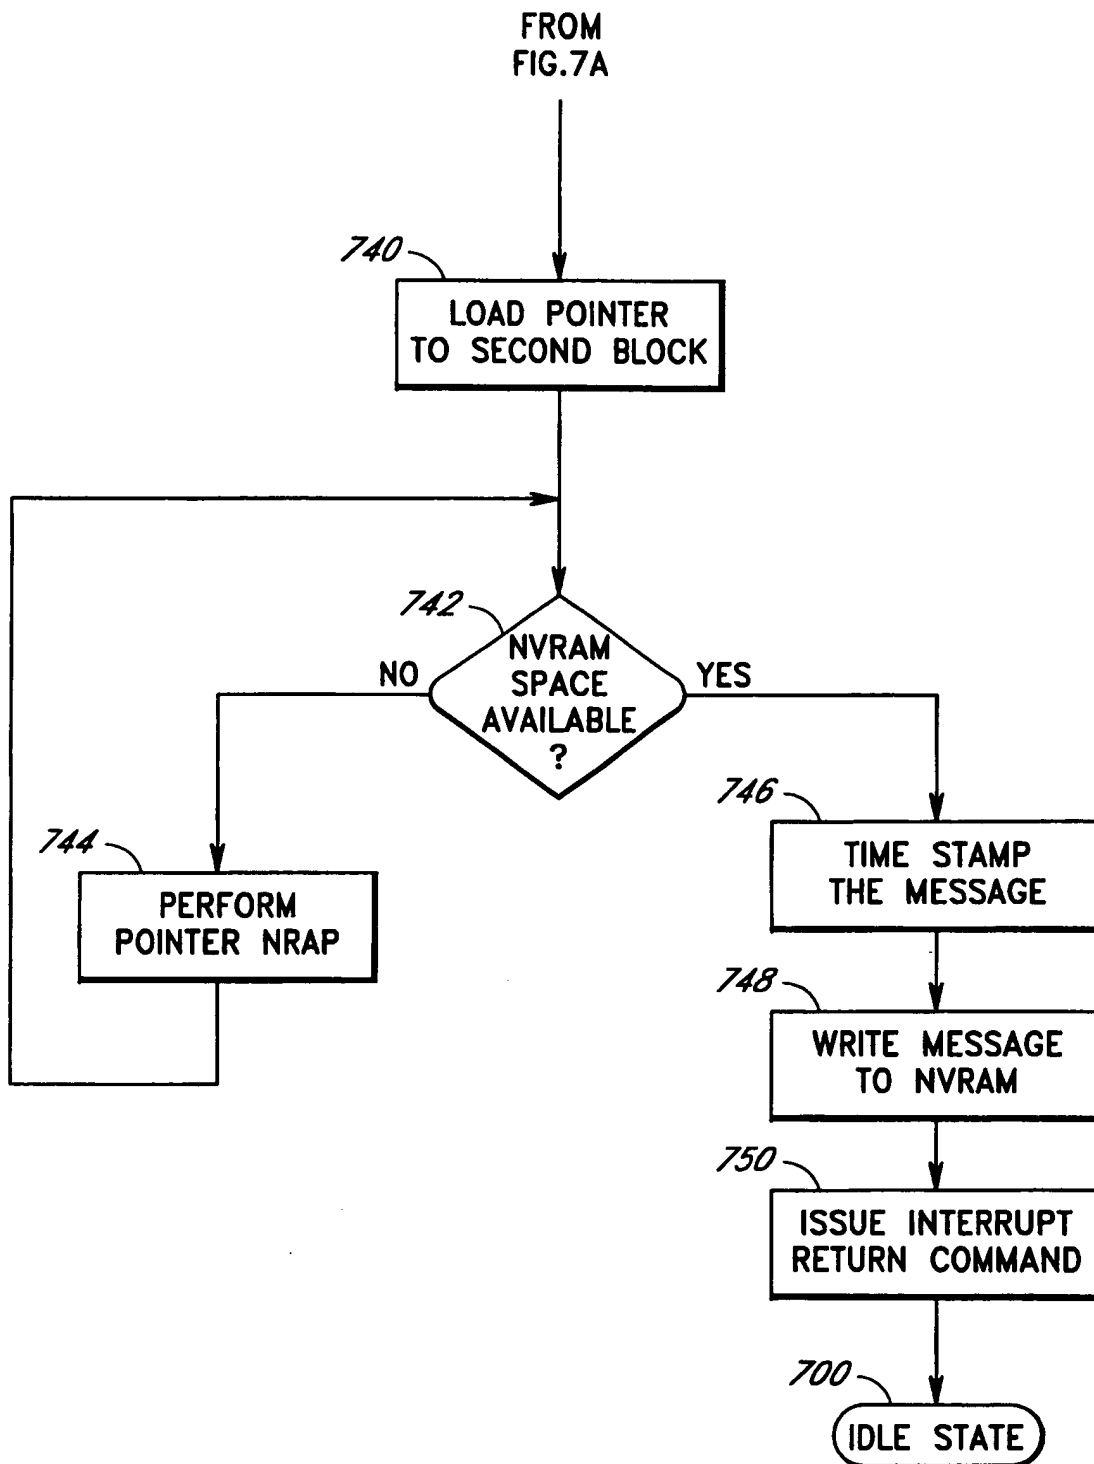 FROM
FIG.7A
740
LOAD POINTER
TO SECOND BLOCK
742
NVRAM
SPACE
AVAILABLE
?
NO
YES
744
PERFORM
POINTER NRAP
746
TIME STAMP
THE MESSAGE
748
WRITE MESSAGE
TO NVRAM
750
ISSUE INTERRUPT
RETURN COMMAND
700
IDLE STATE